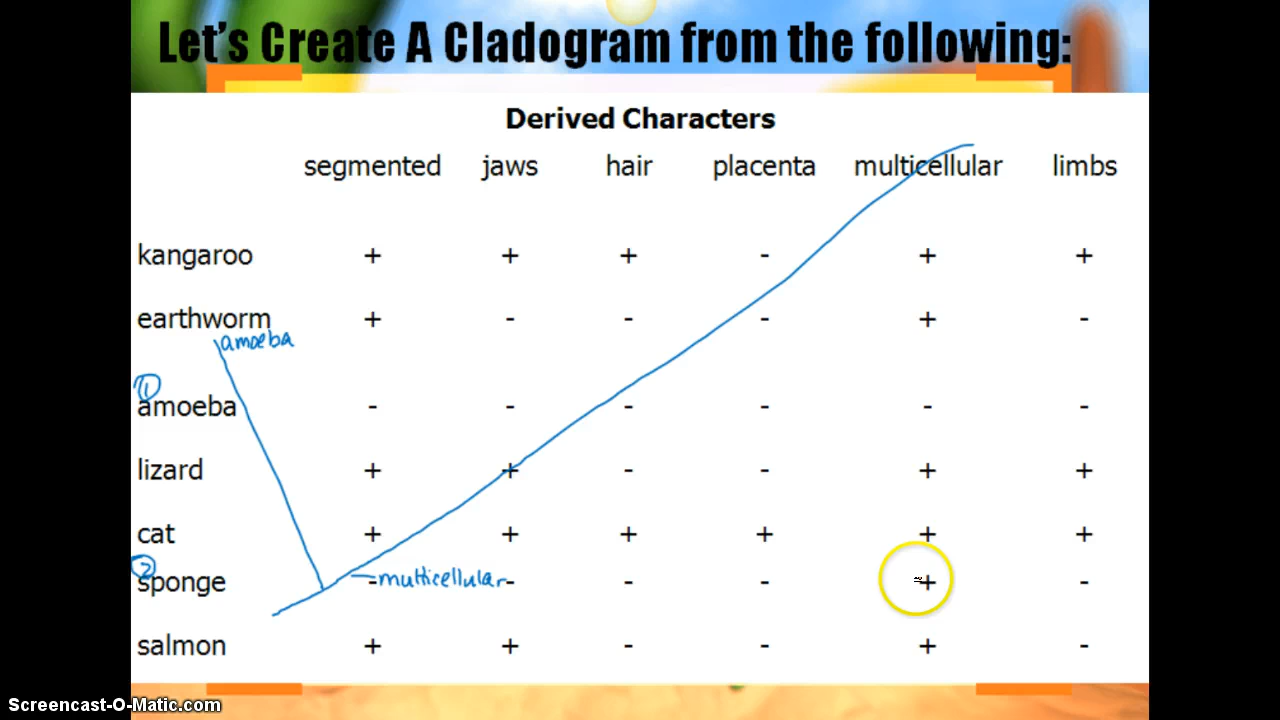 Let's Create A Cladogram from the following:
Derived Characters
segmented jaws hair placenta multicellular limbs
kangaroo + + + - + +
earthworm + - - - + -
amoeba
①
amoeba - - - - - -
lizard + + - - + +
cat + + + + + +
②
sponge - - - - + -
multicellular
salmon + + - - + -
Screencast-O-Matic.com